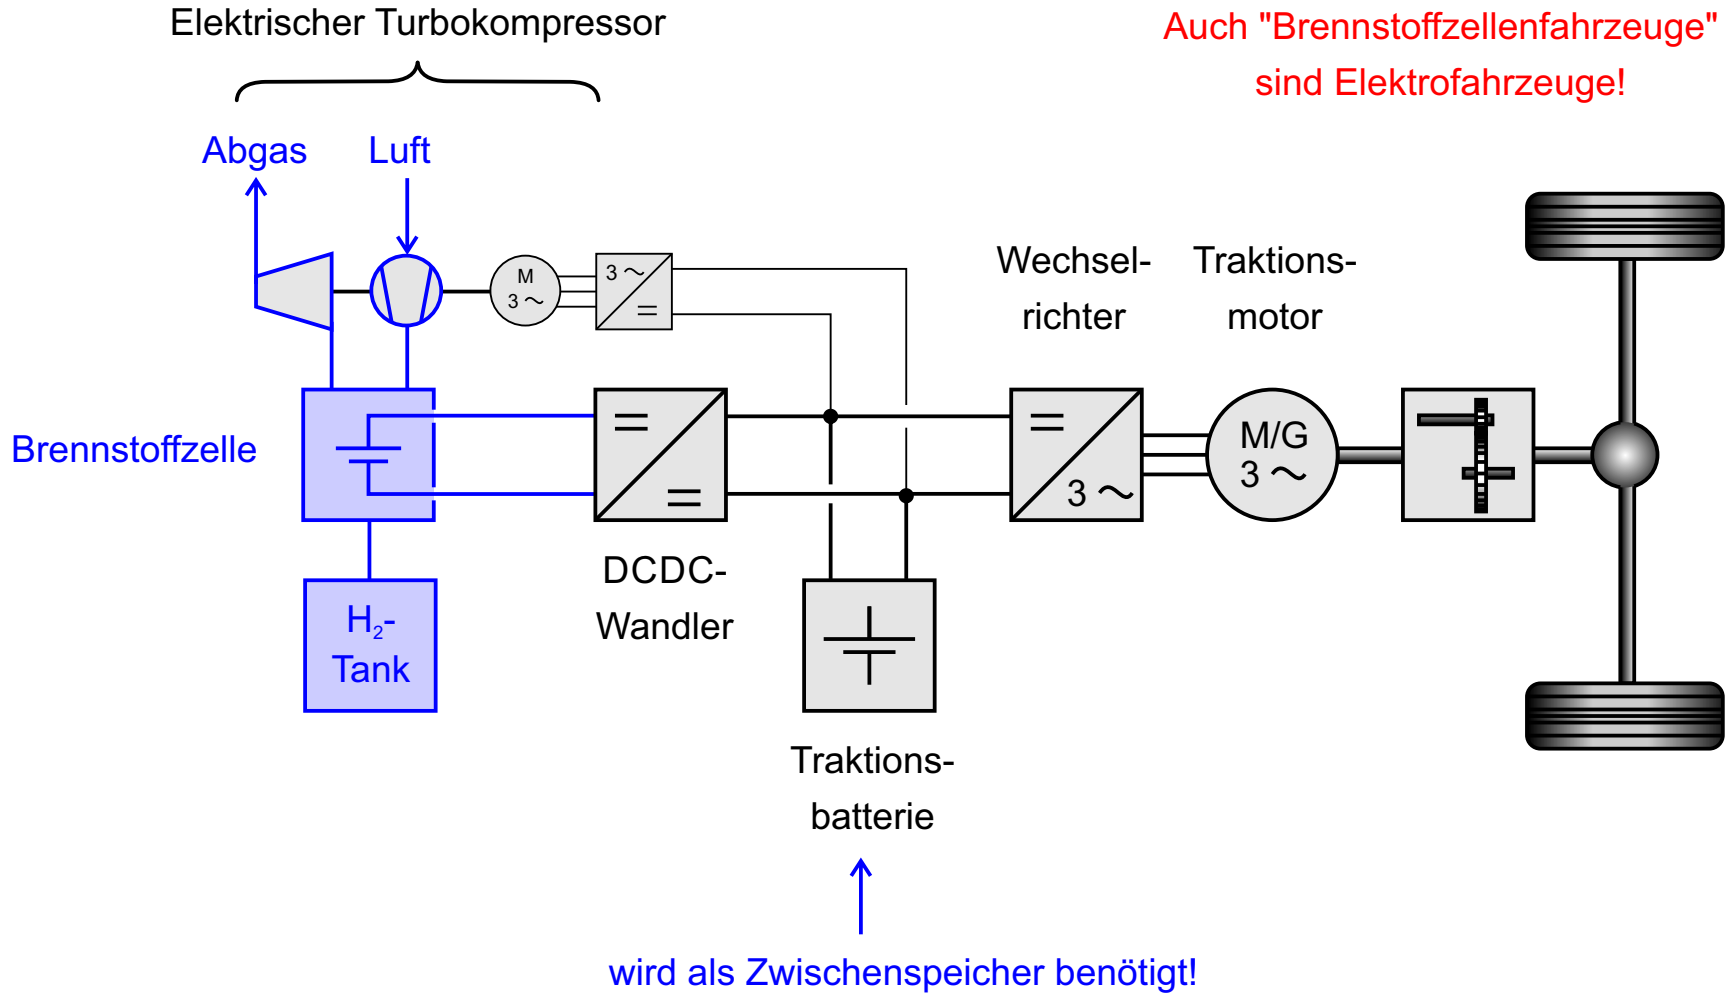 Elektrischer Turbokompressor
Auch "Brennstoffzellenfahrzeuge"
sind Elektrofahrzeuge!
Abgas
Luft
M
3 ~
3 ~
=
Wechsel-
richter
Traktions-
motor
Brennstoffzelle
=
=
=
3 ~
M/G
3 ~
H₂-
Tank
DCDC-
Wandler
Traktions-
batterie
wird als Zwischenspeicher benötigt!